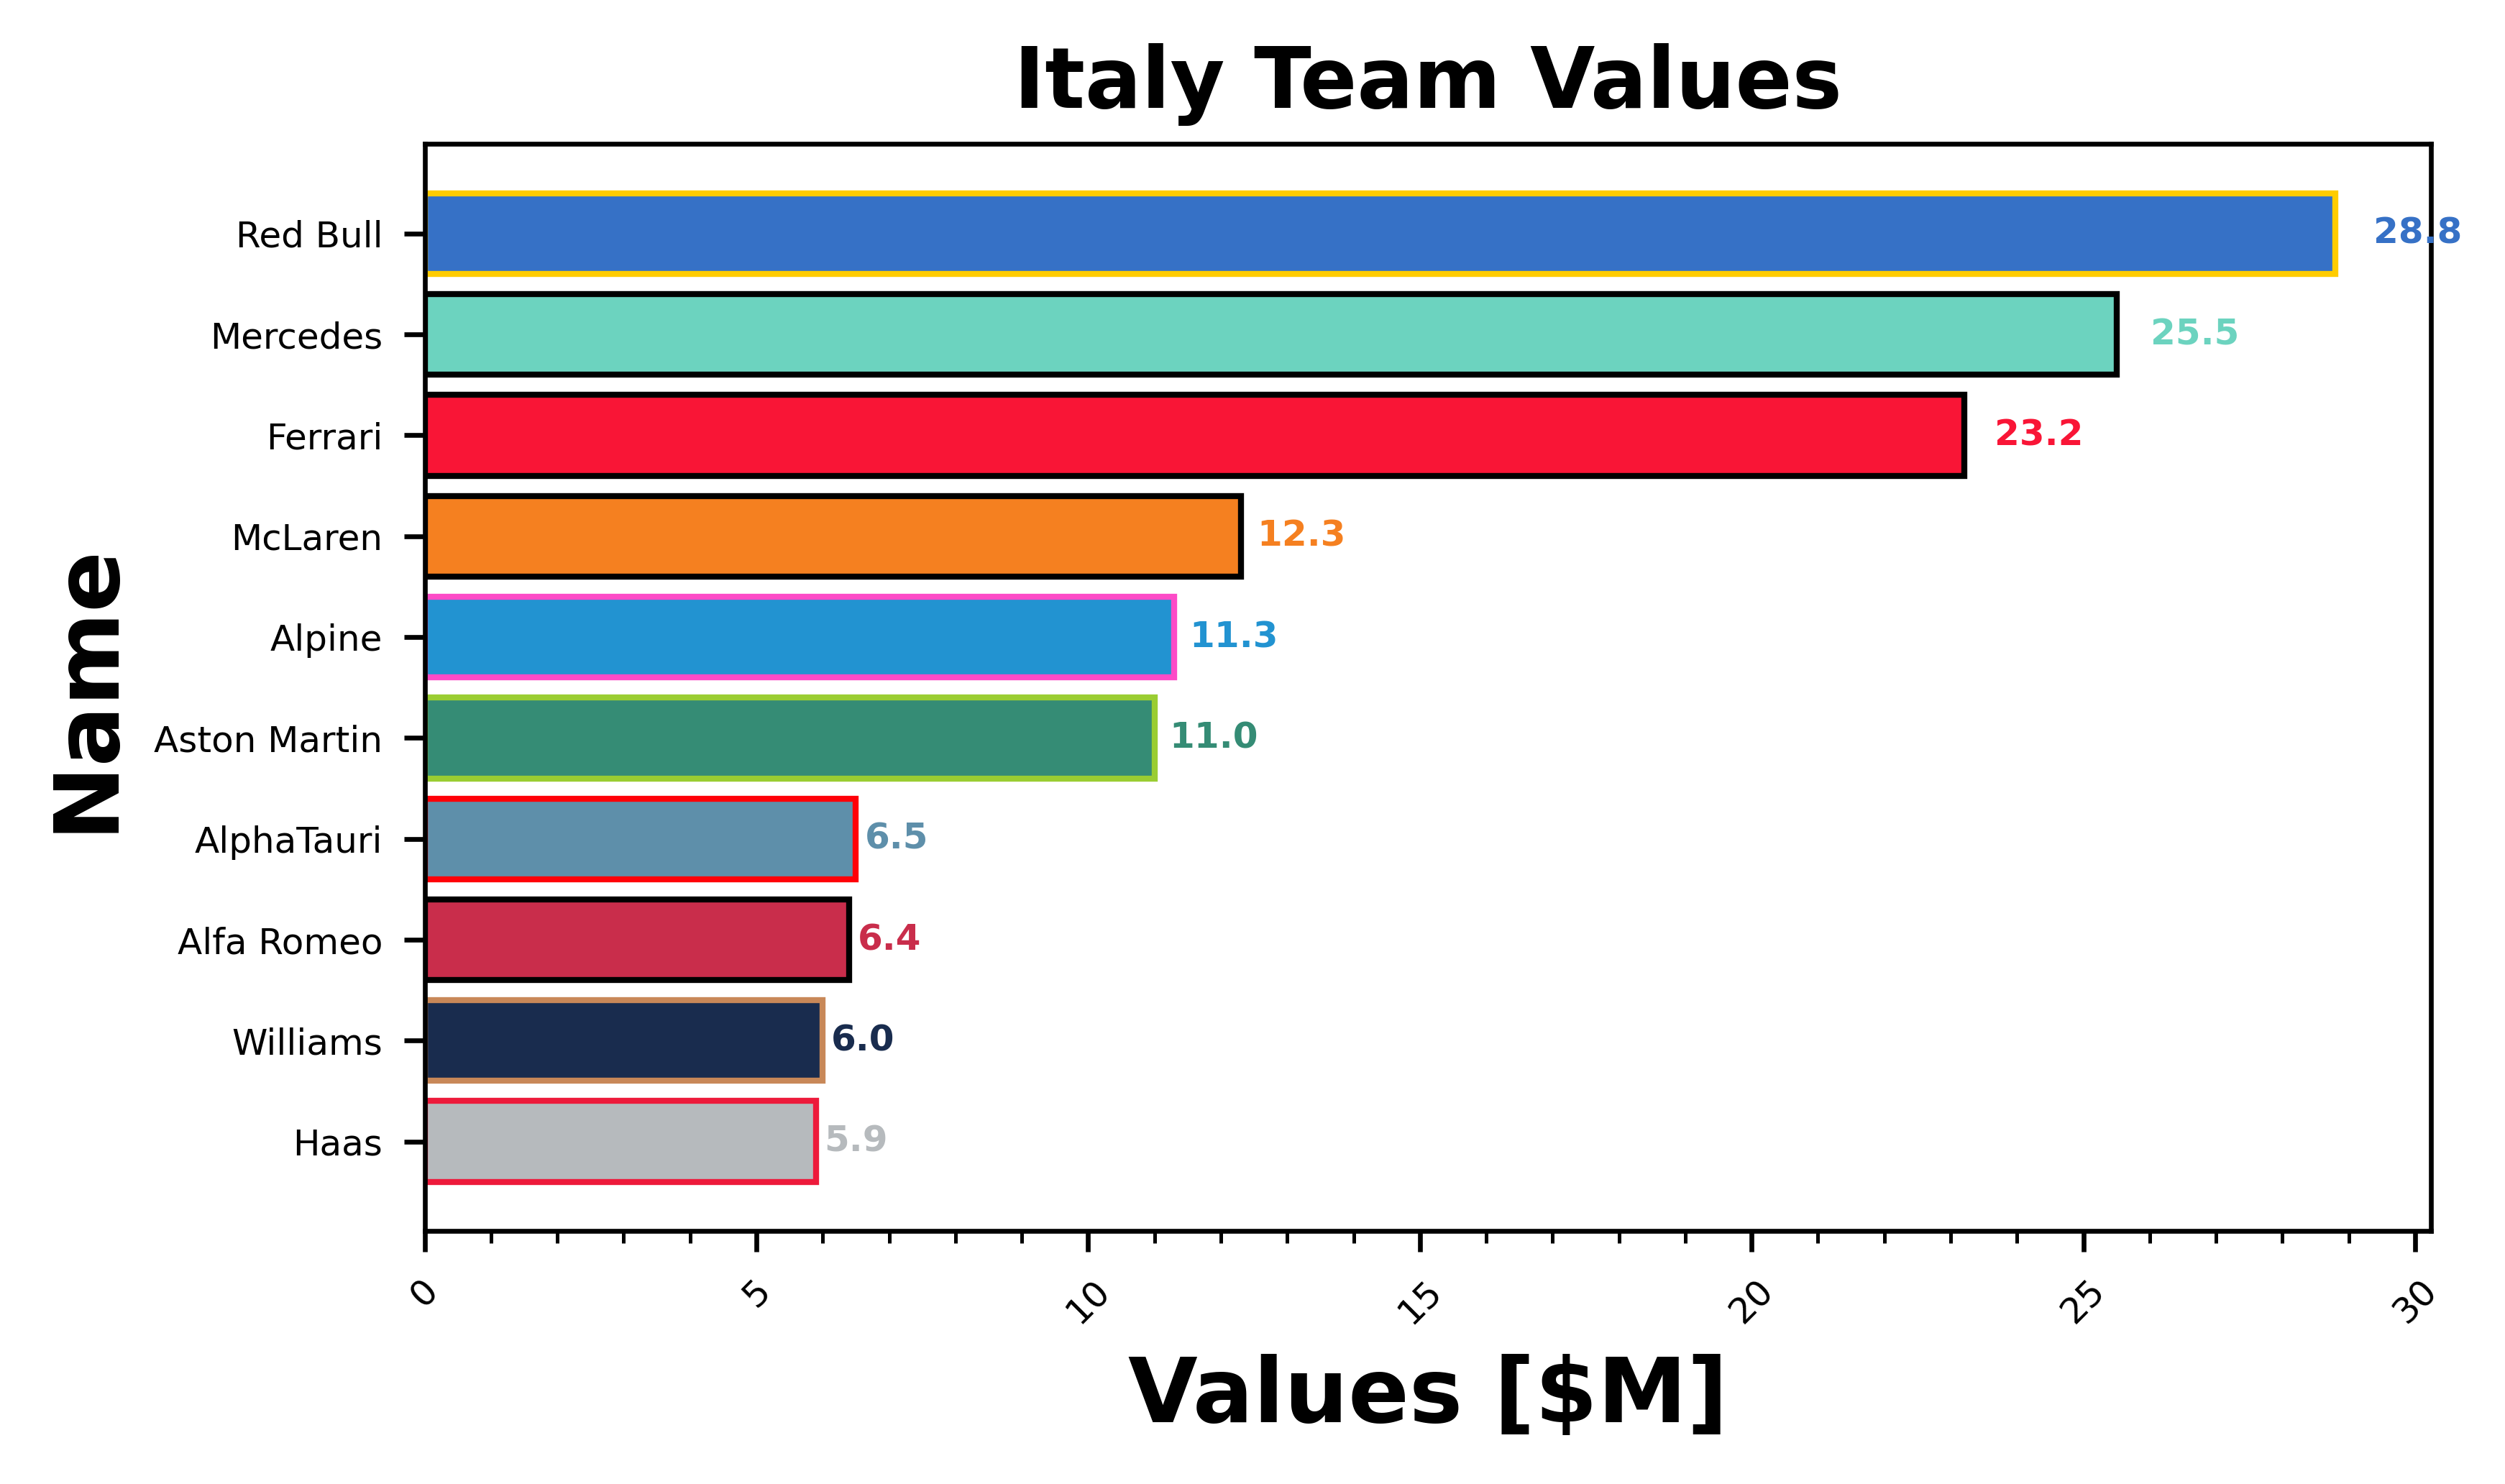 Italy Team Values
Name
Red Bull 28.8
Mercedes 25.5
Ferrari 23.2
McLaren 12.3
Alpine 11.3
Aston Martin 11.0
AlphaTauri 6.5
Alfa Romeo 6.4
Williams 6.0
Haas 5.9
0 5 10 15 20 25 30
Values [$M]